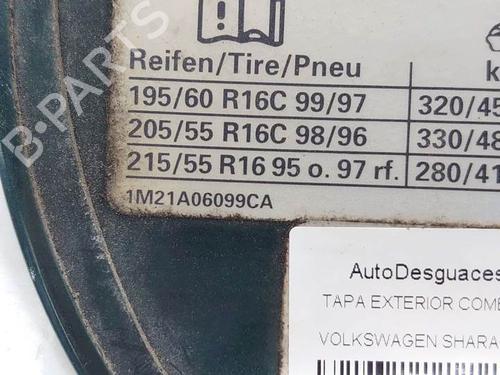 B-PARTS
Reifen/Tire/Pneu k
195/60 R16C 99/97 320/45
205/55 R16C 98/96 330/48
215/55 R16 95 o. 97 rf. 280/41
1M21A06099CA
AutoDesguaces
TAPA EXTERIOR COMB
VOLKSWAGEN SHARA